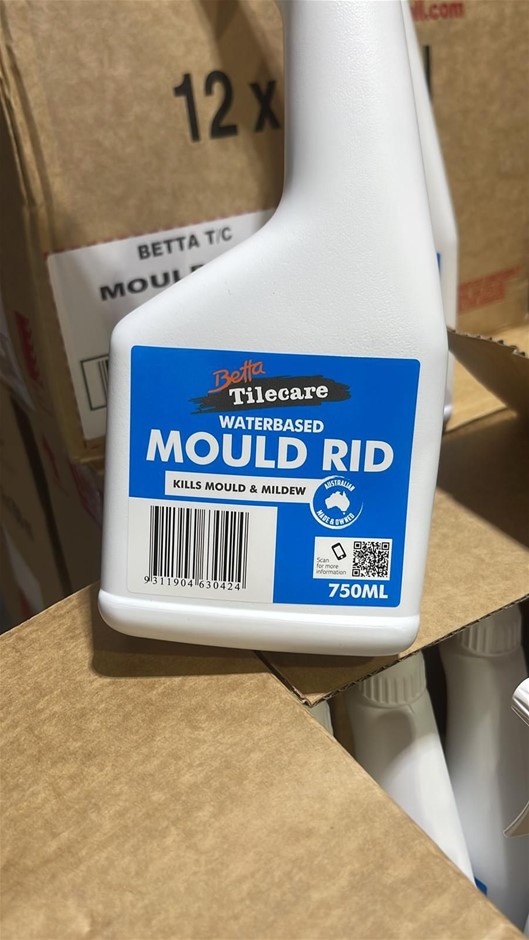 12 x
BETTA T/C
MOUL
Betta
Tilecare
WATERBASED
MOULD RID
KILLS MOULD & MILDEW
AUSTRALIAN
MADE & OWNED
Scan
for more
information
9 311904 630424
750ML